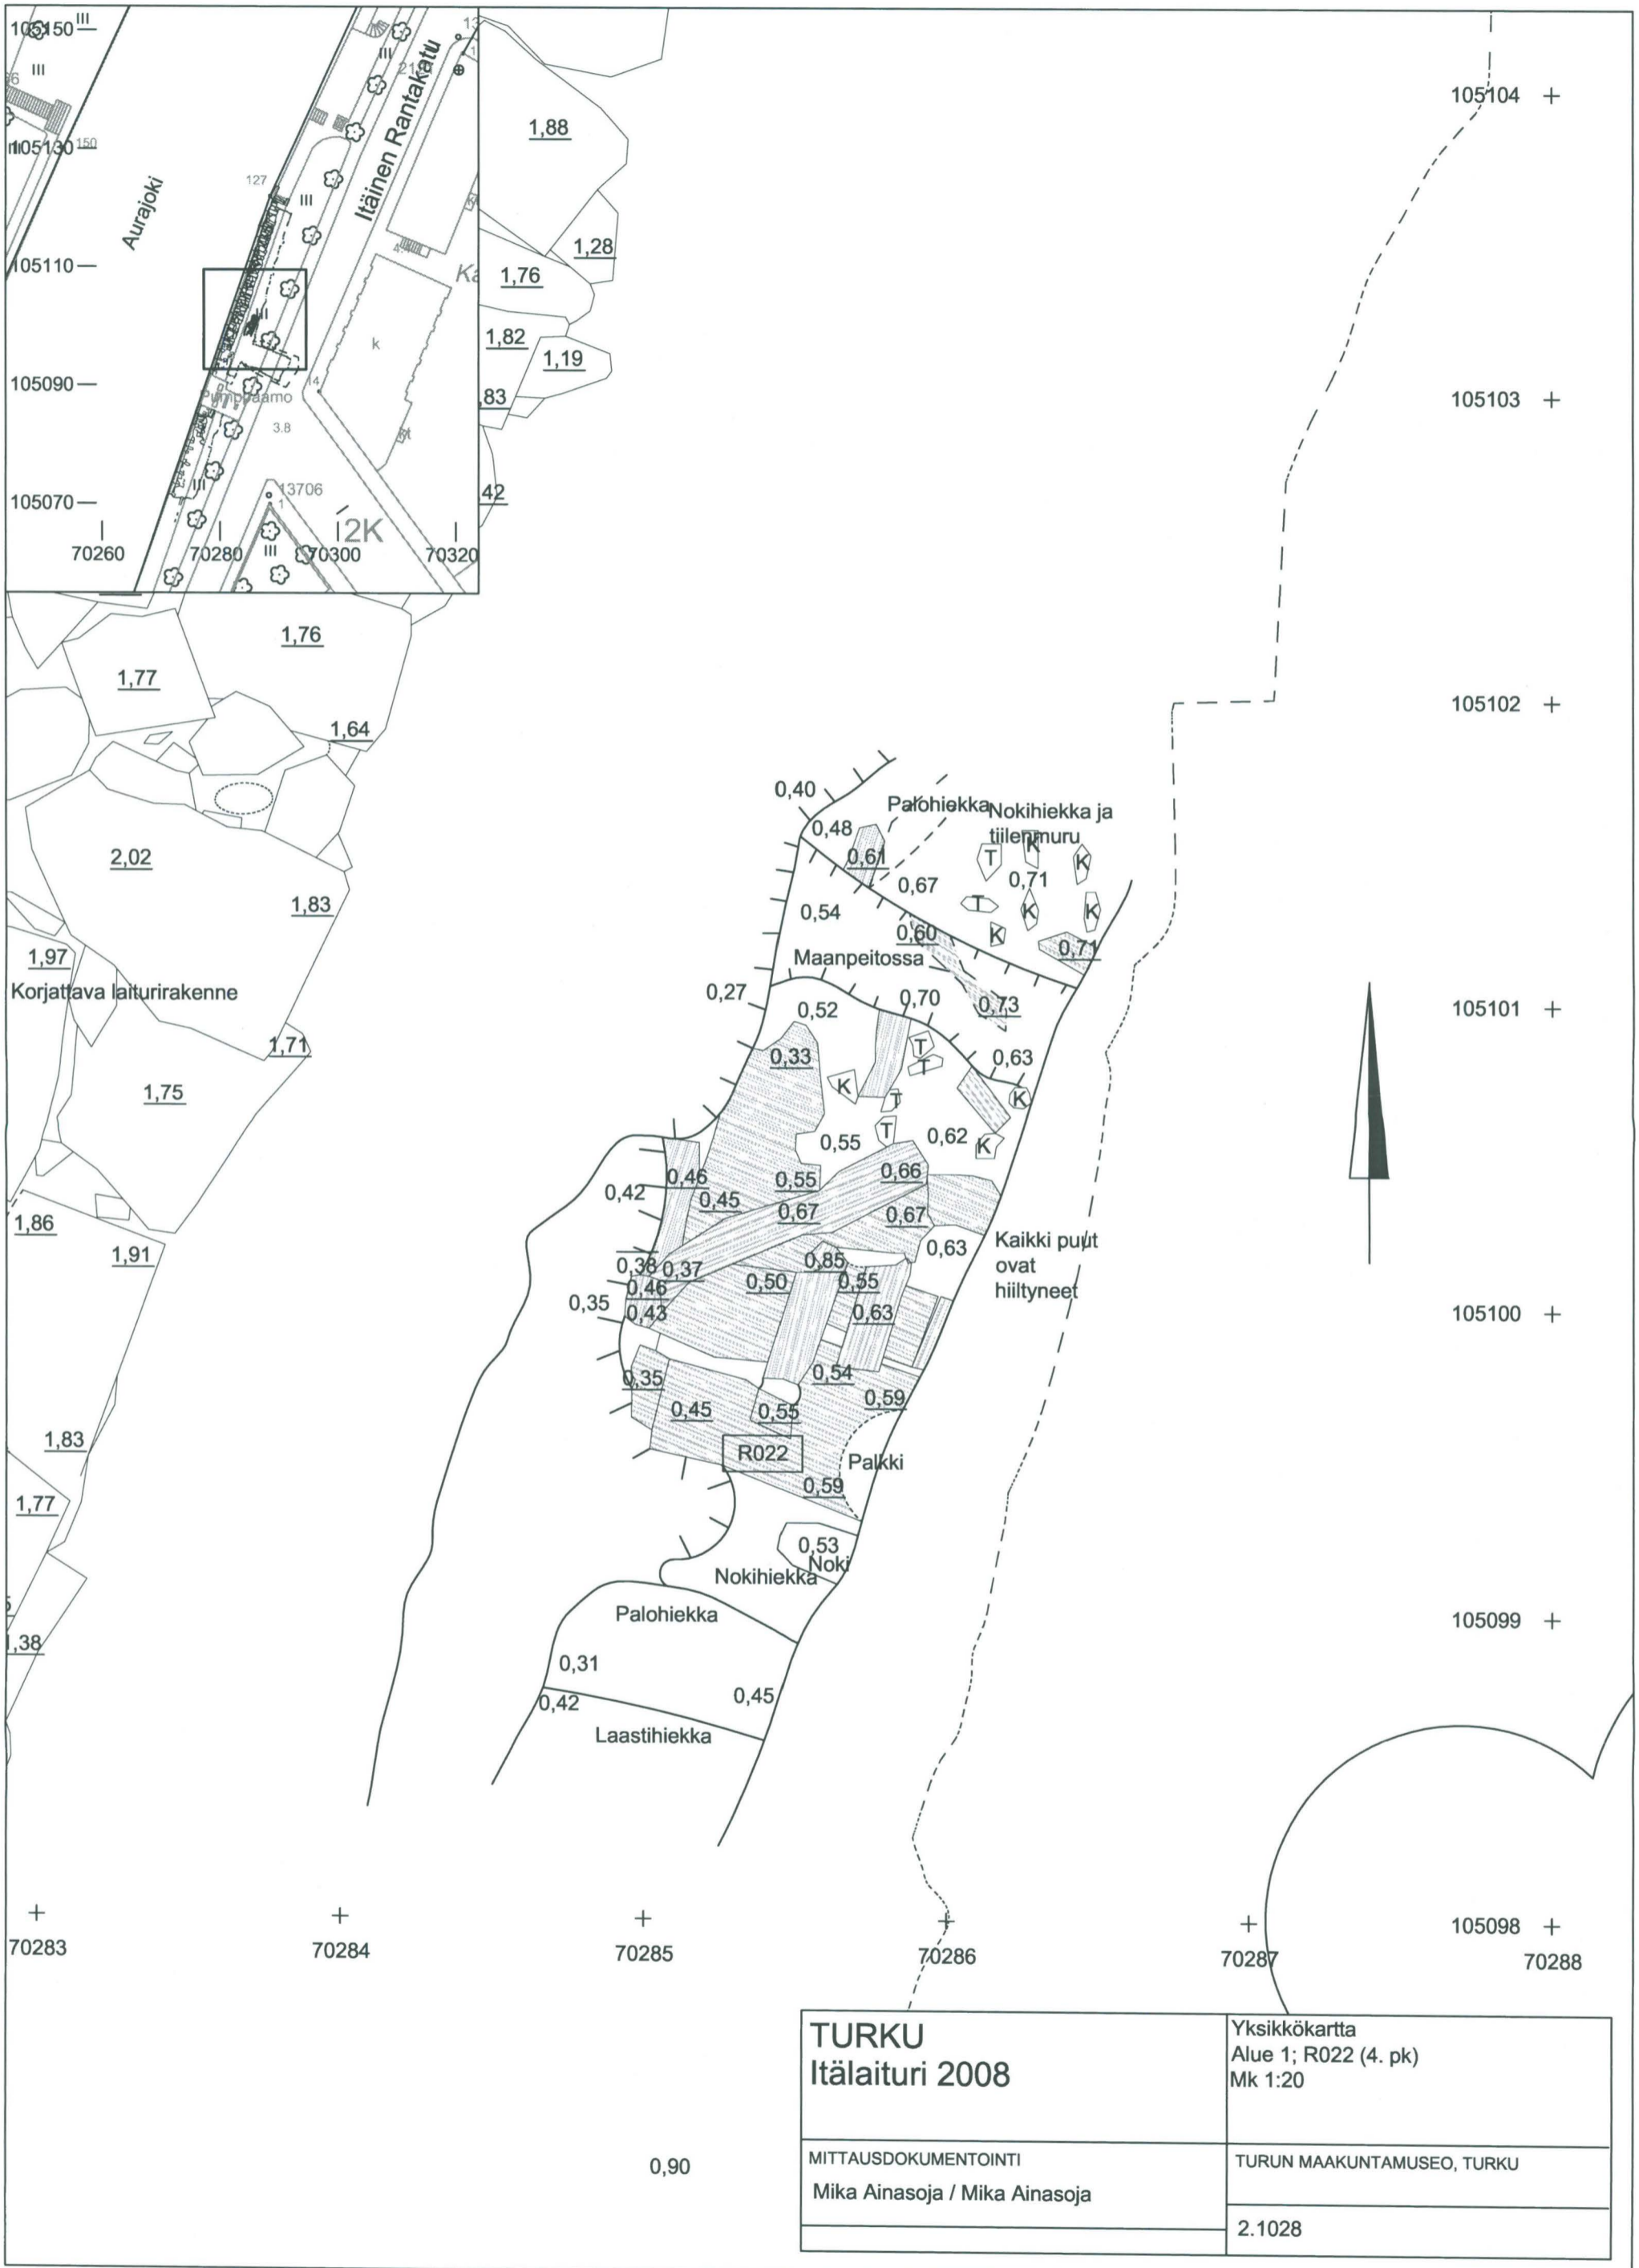 105150
III
III
105130
150
Aurajoki
127
III
III
Itäinen Rantakatu
105110
III
k
105090
14
Pumppaamo
3.8
105070
III
13706
1
2K
III
70260
70280
70300
70320
1,88
1,28
1,76
1,82
1,19
,83
,42
105104
105103
105102
105101
105100
105099
105098
1,76
1,77
1,64
2,02
1,83
1,97
Korjattava laiturirakenne
1,71
1,75
1,86
1,91
1,83
1,77
,38
0,40
Palohiekka
Nokihiekka ja
tiilenmuru
0,48
0,61
T
K
K
0,67
0,71
0,54
T
K
K
0,60
K
0,71
Maanpeitossa
0,27
0,52
0,70
0,73
0,33
T
T
0,63
K
T
K
0,55
T
0,62
K
0,46
0,55
0,66
0,42
0,45
0,67
0,67
0,63
Kaikki puut
ovat
hiiltyneet
0,38
0,37
0,85
0,46
0,50
0,55
0,35
0,43
0,63
0,35
0,54
0,45
0,55
0,59
R022
Palkki
0,59
0,53
Noki
Nokihiekka
Palohiekka
0,31
0,42
0,45
Laastihiekka
70283
70284
70285
70286
70287
70288
0,90
TURKU
Itälaituri 2008
Yksikkökartta
Alue 1; R022 (4. pk)
Mk 1:20
MITTAUSDOKUMENTOINTI
Mika Ainasoja / Mika Ainasoja
TURUN MAAKUNTAMUSEO, TURKU
2.1028